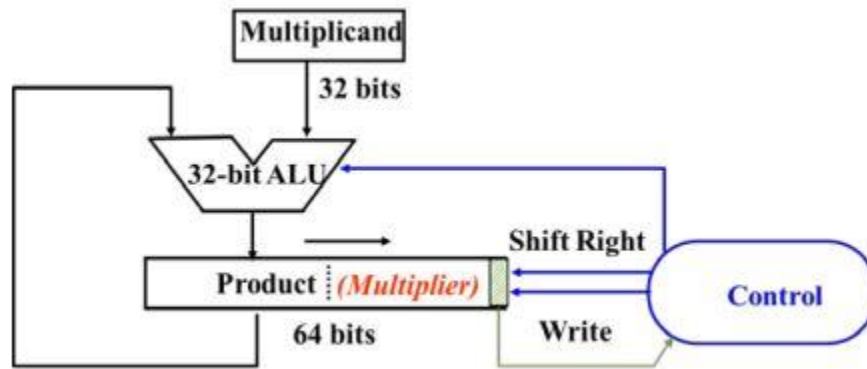 Multiplicand
32 bits
32-bit ALU
Shift Right
Product (Multiplier)
Control
64 bits
Write